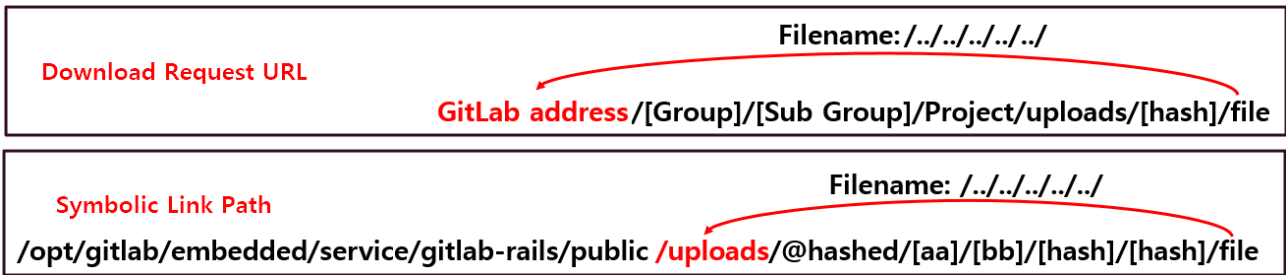 Filename: /../../../../../
Download Request URL
GitLab address/[Group]/[Sub Group]/Project/uploads/[hash]/file
Filename: /../../../../../
Symbolic Link Path
/opt/gitlab/embedded/service/gitlab-rails/public /uploads/@hashed/[aa]/[bb]/[hash]/[hash]/file